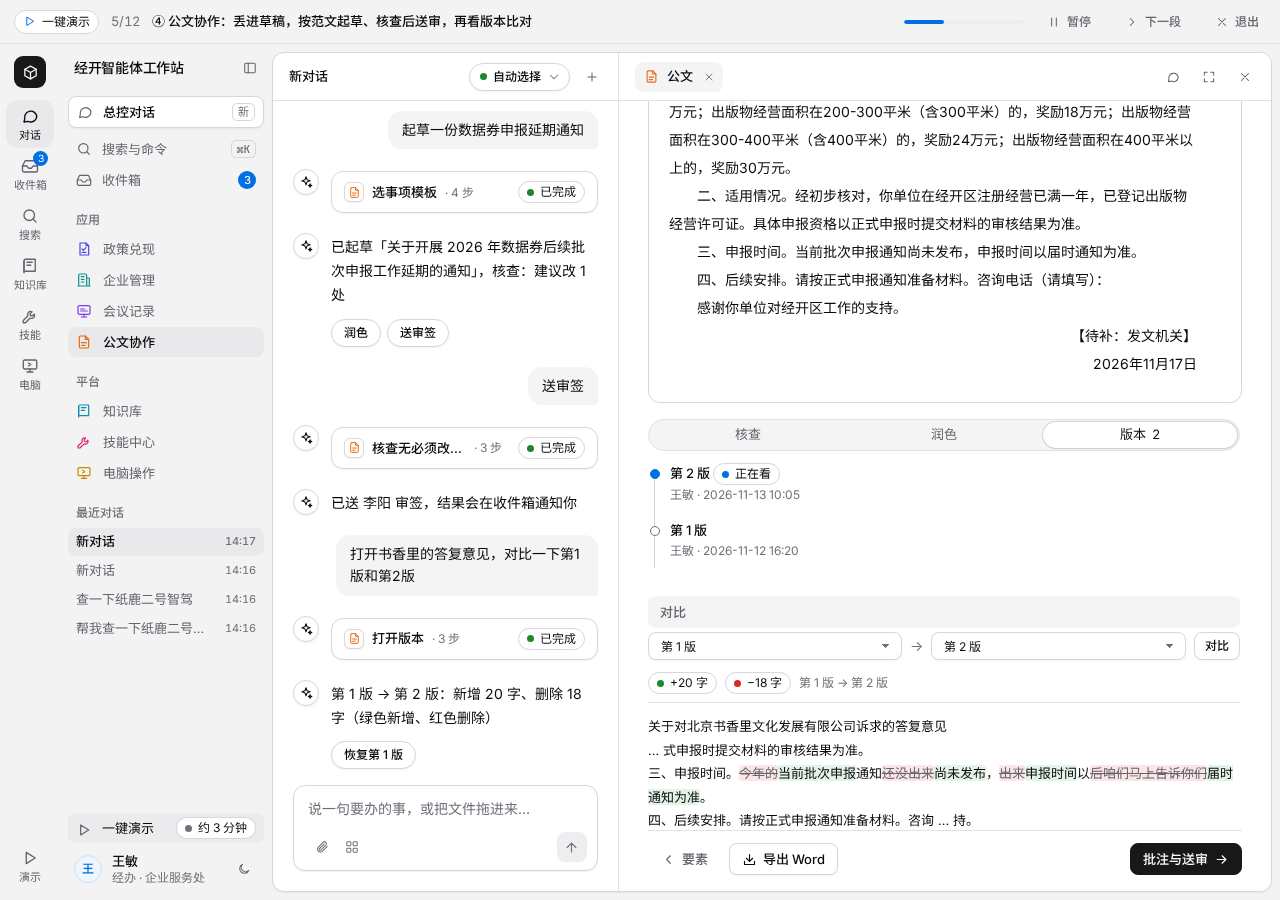 一键演示
5/12
④ 公文协作：丢进草稿，按范文起草、核查后送审，再看版本比对
暂停
下一段
退出
对话
3
收件箱
搜索
知识库
技能
电脑
演示
经开智能体工作站
总控对话 新
搜索与命令 ⌘K
收件箱 3
应用
政策兑现
企业管理
会议记录
公文协作
平台
知识库
技能中心
电脑操作
最近对话
新对话 14:17
新对话 14:16
查一下纸鹿二号智驾 14:16
帮我查一下纸鹿二号... 14:16
一键演示 约 3 分钟
王 王敏
经办 · 企业服务处
新对话
自动选择
起草一份数据券申报延期通知
选事项模板 · 4 步 已完成
已起草「关于开展 2026 年数据券后续批
次申报工作延期的通知」，核查：建议改 1
处
润色 送审签
送审签
核查无必须改... · 3 步 已完成
已送 李阳 审签，结果会在收件箱通知你
打开书香里的答复意见，对比一下第1
版和第2版
打开版本 · 3 步 已完成
第 1 版 → 第 2 版：新增 20 字、删除 18
字（绿色新增、红色删除）
恢复第 1 版
说一句要办的事，或把文件拖进来...
公文
万元；出版物经营面积在200-300平米（含300平米）的，奖励18万元；出版物经营
面积在300-400平米（含400平米）的，奖励24万元；出版物经营面积在400平米以
上的，奖励30万元。
二、适用情况。经初步核对，你单位在经开区注册经营已满一年，已登记出版物
经营许可证。具体申报资格以正式申报时提交材料的审核结果为准。
三、申报时间。当前批次申报通知尚未发布，申报时间以届时通知为准。
四、后续安排。请按正式申报通知准备材料。咨询电话（请填写）：
感谢你单位对经开区工作的支持。
【待补：发文机关】
2026年11月17日
核查 润色 版本 2
第 2 版 正在看
王敏 · 2026-11-13 10:05
第 1 版
王敏 · 2026-11-12 16:20
对比
第 1 版 → 第 2 版 对比
+20 字 −18 字 第 1 版 → 第 2 版
关于对北京书香里文化发展有限公司诉求的答复意见
... 式申报时提交材料的审核结果为准。
三、申报时间。今年的当前批次申报通知还没出来尚未发布，出来申报时间以后咱们马上告诉你们届时
通知为准。
四、后续安排。请按正式申报通知准备材料。咨询 ... 持。
要素
导出 Word
批注与送审 →